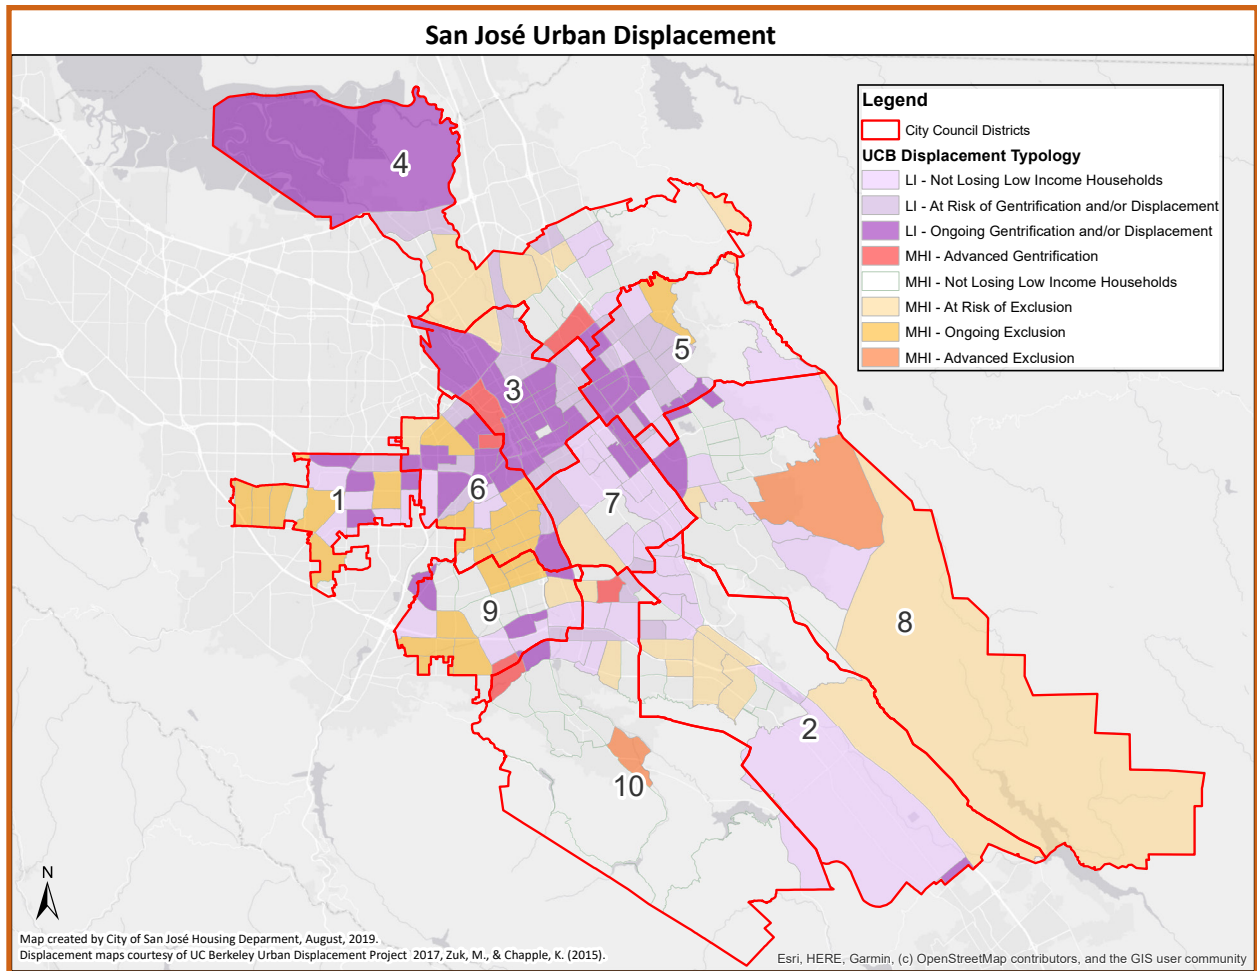 San José Urban Displacement
Legend
City Council Districts
UCB Displacement Typology
LI - Not Losing Low Income Households
LI - At Risk of Gentrification and/or Displacement
LI - Ongoing Gentrification and/or Displacement
MHI - Advanced Gentrification
MHI - Not Losing Low Income Households
MHI - At Risk of Exclusion
MHI - Ongoing Exclusion
MHI - Advanced Exclusion
4
5
3
1
6
7
9
8
2
10
N
Map created by City of San José Housing Deparment, August, 2019.
Displacement maps courtesy of UC Berkeley Urban Displacement Project 2017, Zuk, M., & Chapple, K. (2015).
Esri, HERE, Garmin, (c) OpenStreetMap contributors, and the GIS user community